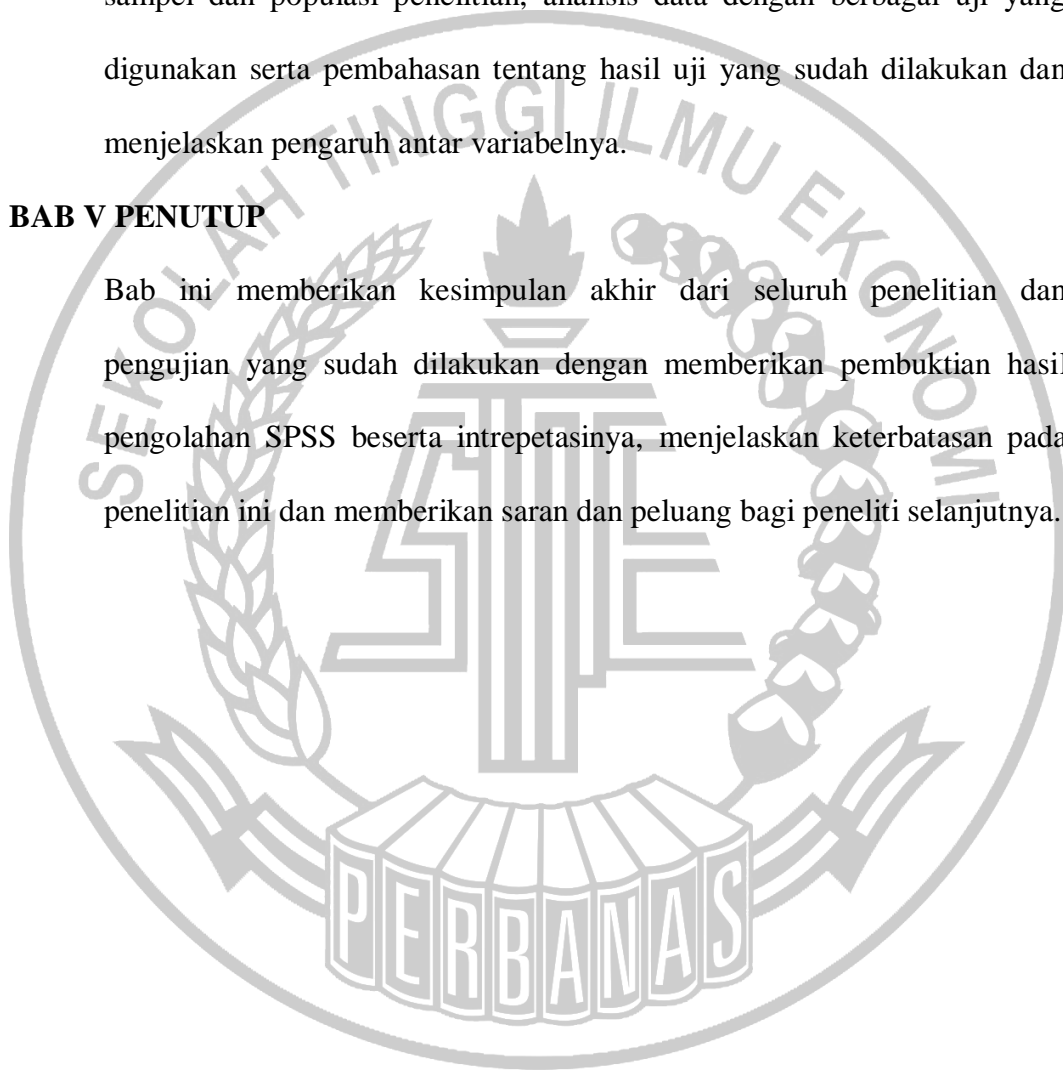 sampel dan populasi penelitian, analisis data dengan berbagai uji yang
digunakan serta pembahasan tentang hasil uji yang sudah dilakukan dan
menjelaskan pengaruh antar variabelnya.
BAB V PENUTUP
Bab ini memberikan kesimpulan akhir dari seluruh penelitian dan
pengujian yang sudah dilakukan dengan memberikan pembuktian hasil
pengolahan SPSS beserta intrepetasinya, menjelaskan keterbatasan pada
penelitian ini dan memberikan saran dan peluang bagi peneliti selanjutnya.
SEKOLAH TINGGI ILMU EKONOMI
PERBANAS